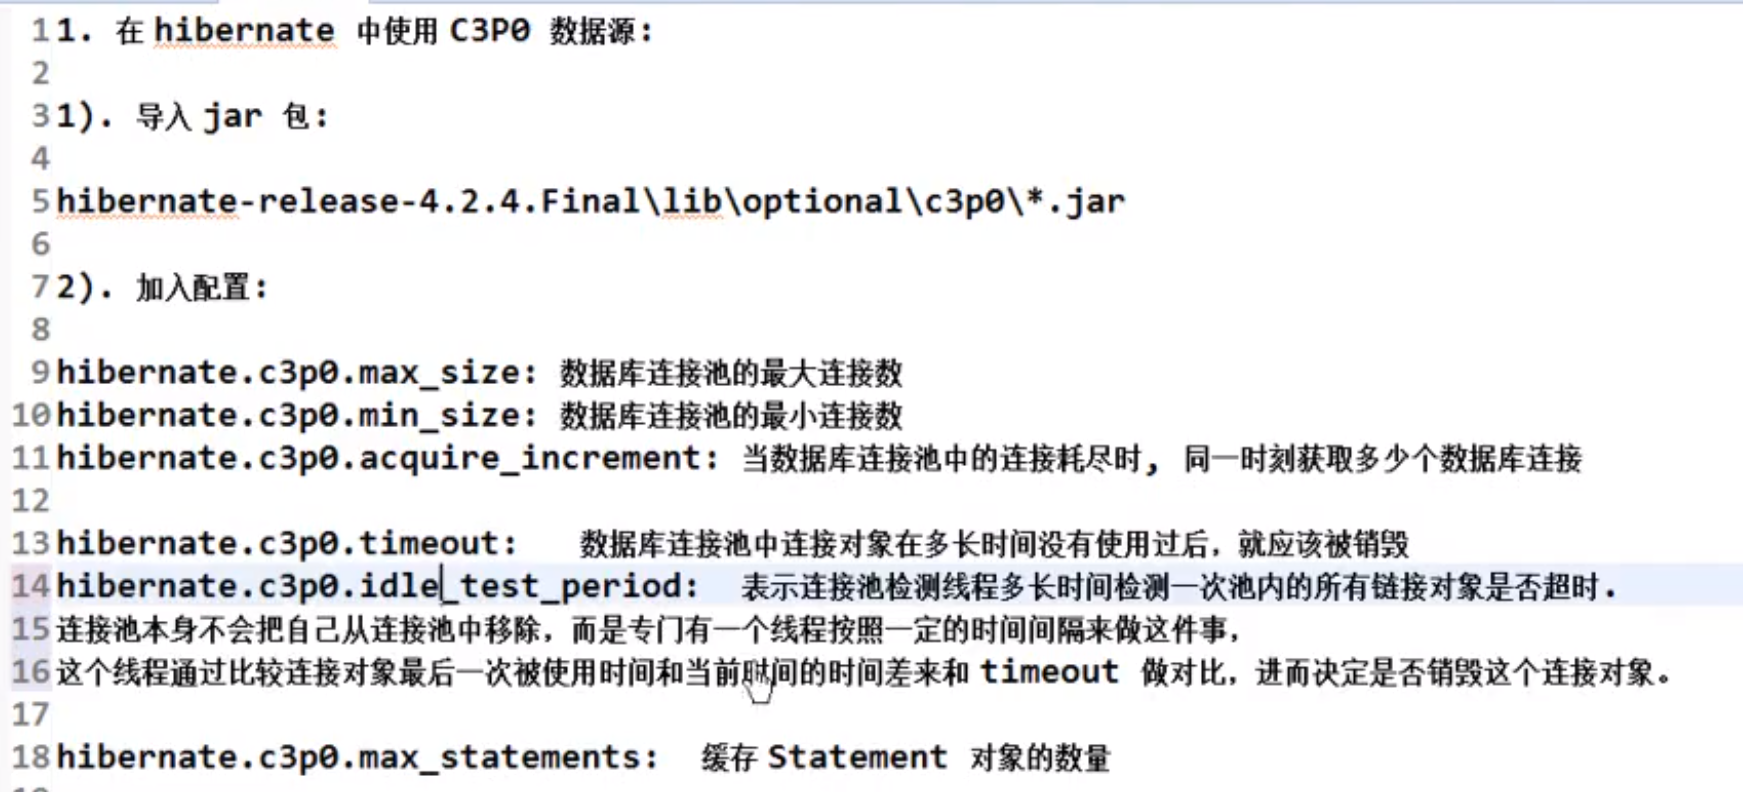 1 1. 在 hibernate 中使用 C3P0 数据源:
2
3 1). 导入 jar 包:
4
5 hibernate-release-4.2.4.Final\lib\optional\c3p0\*.jar
6
7 2). 加入配置:
8
9 hibernate.c3p0.max_size: 数据库连接池的最大连接数
10 hibernate.c3p0.min_size: 数据库连接池的最小连接数
11 hibernate.c3p0.acquire_increment: 当数据库连接池中的连接耗尽时, 同一时刻获取多少个数据库连接
12
13 hibernate.c3p0.timeout: 数据库连接池中连接对象在多长时间没有使用过后，就应该被销毁
14 hibernate.c3p0.idle_test_period: 表示连接池检测线程多长时间检测一次池内的所有链接对象是否超时.
15 连接池本身不会把自己从连接池中移除，而是专门有一个线程按照一定的时间间隔来做这件事，
16 这个线程通过比较连接对象最后一次被使用时间和当前时间的时间差来和 timeout 做对比，进而决定是否销毁这个连接对象。
17
18 hibernate.c3p0.max_statements: 缓存 Statement 对象的数量